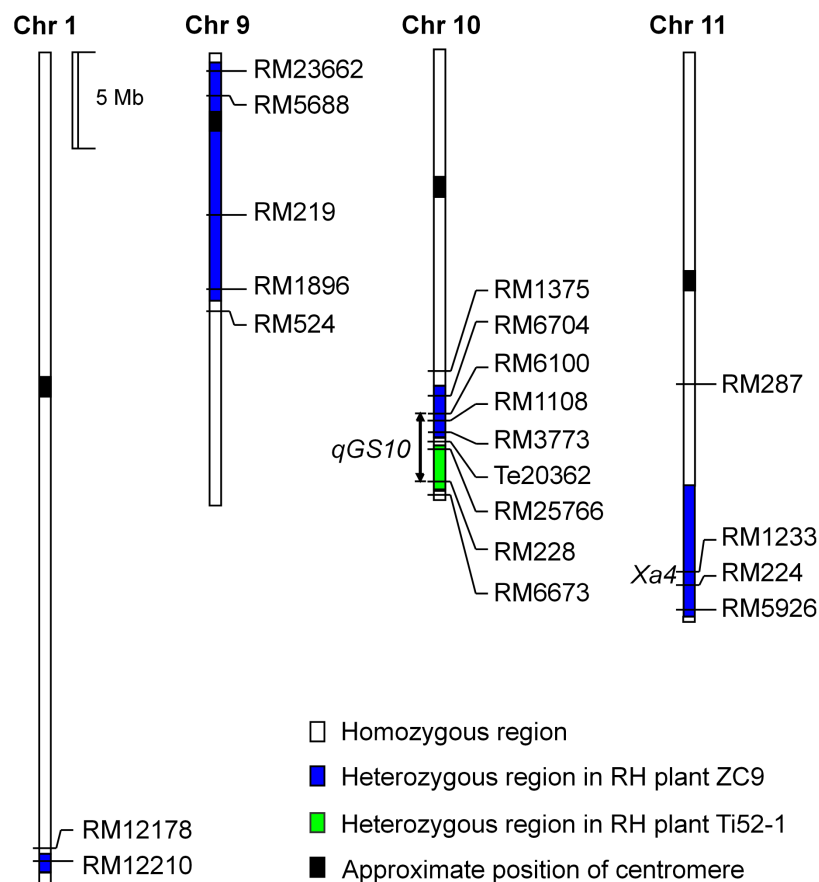 Chr 1
Chr 9
Chr 10
Chr 11
5 Mb
RM23662
RM5688
RM219
RM1896
RM524
RM1375
RM6704
RM6100
RM1108
RM3773
Te20362
RM25766
RM228
RM6673
qGS10
RM287
RM1233
Xa4
RM224
RM5926
RM12178
RM12210
Homozygous region
Heterozygous region in RH plant ZC9
Heterozygous region in RH plant Ti52-1
Approximate position of centromere